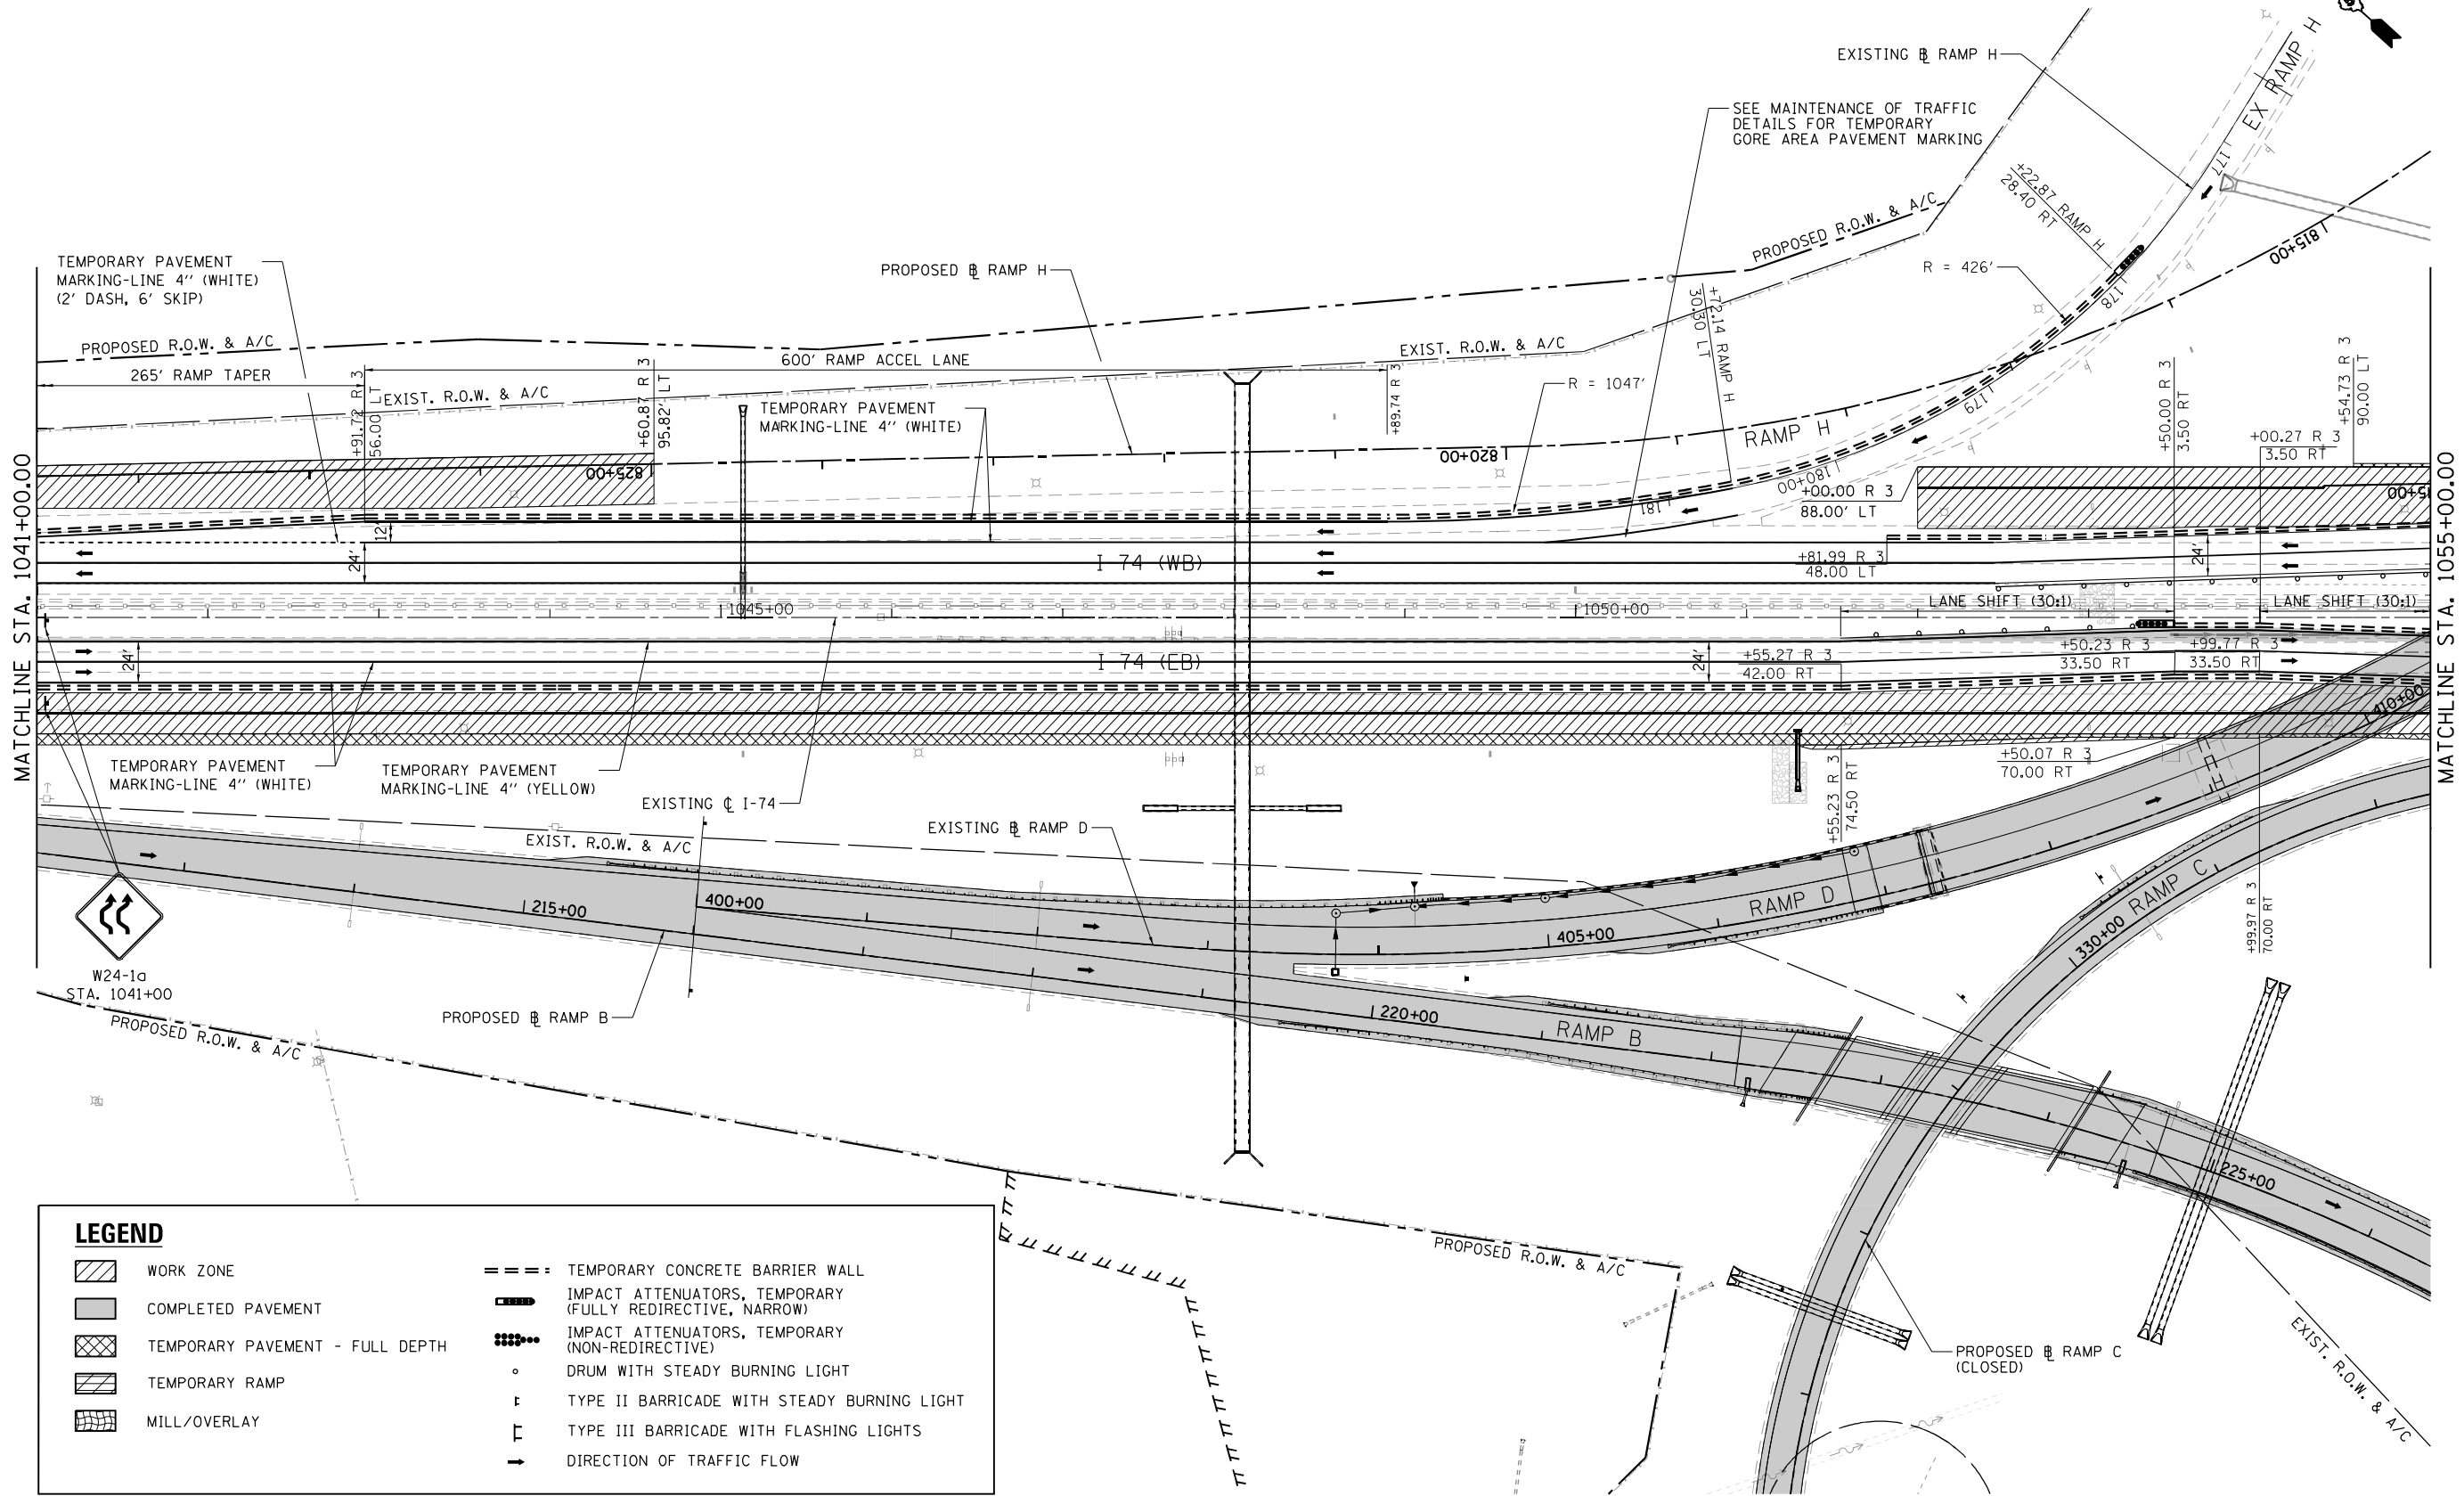 EXISTING ⅊ RAMP H
EX RAMP H
SEE MAINTENANCE OF TRAFFIC
DETAILS FOR TEMPORARY
GORE AREA PAVEMENT MARKING
177
+22.87 RAMP H
28.40 RT
PROPOSED R.O.W. & A/C
815+00
R = 426'
178
TEMPORARY PAVEMENT
MARKING-LINE 4" (WHITE)
(2' DASH, 6' SKIP)
PROPOSED ⅊ RAMP H
+72.14 RAMP H
30.30 LT
PROPOSED R.O.W. & A/C
EXIST. R.O.W. & A/C
600' RAMP ACCEL LANE
265' RAMP TAPER
+91.72 R 3
56.00 LT
EXIST. R.O.W. & A/C
+60.87 R 3
95.82' LT
+89.74 R 3
R = 1047'
179
+50.00 R 3
3.50 RT
+54.73 R 3
90.00 LT
+00.27 R 3
3.50 RT
TEMPORARY PAVEMENT
MARKING-LINE 4" (WHITE)
RAMP H
820+00
825+00
180+00
181
+00.00 R 3
88.00' LT
MATCHLINE STA. 1041+00.00
MATCHLINE STA. 1055+00.00
12'
24'
I-74 (WB)
+81.99 R 3
48.00 LT
24'
1045+00
1050+00
LANE SHIFT (30:1)
LANE SHIFT (30:1)
24'
I 74 (EB)
24'
+55.27 R 3
42.00 RT
+50.23 R 3
33.50 RT
+99.77 R 3
33.50 RT
410+00
TEMPORARY PAVEMENT
MARKING-LINE 4" (WHITE)
TEMPORARY PAVEMENT
MARKING-LINE 4" (YELLOW)
EXISTING ℄ I-74
+55.23 R 3
74.50 RT
+50.07 R 3
70.00 RT
EXISTING ⅊ RAMP D
EXIST. R.O.W. & A/C
215+00
400+00
405+00
RAMP D
RAMP C
330+00
+99.97 R 3
70.00 RT
W24-1a
STA. 1041+00
PROPOSED ⅊ RAMP B
PROPOSED R.O.W. & A/C
220+00
RAMP B
225+00
PROPOSED R.O.W. & A/C
PROPOSED ⅊ RAMP C
(CLOSED)
EXIST. R.O.W. & A/C
LEGEND
WORK ZONE
COMPLETED PAVEMENT
TEMPORARY PAVEMENT - FULL DEPTH
TEMPORARY RAMP
MILL/OVERLAY
TEMPORARY CONCRETE BARRIER WALL
IMPACT ATTENUATORS, TEMPORARY
(FULLY REDIRECTIVE, NARROW)
IMPACT ATTENUATORS, TEMPORARY
(NON-REDIRECTIVE)
DRUM WITH STEADY BURNING LIGHT
TYPE II BARRICADE WITH STEADY BURNING LIGHT
TYPE III BARRICADE WITH FLASHING LIGHTS
DIRECTION OF TRAFFIC FLOW